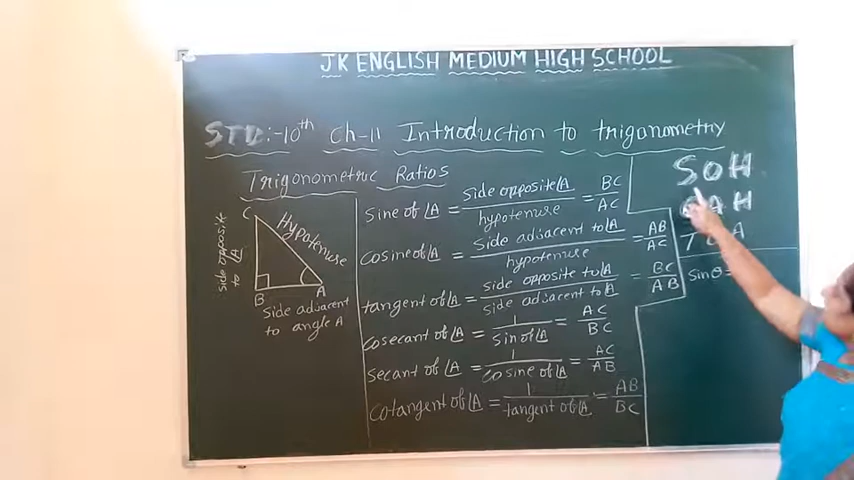 JK ENGLISH MEDIUM HIGH SCHOOL
STD:-10th Ch-11 Introduction to trigonometry
Trigonometric Ratios
C
Hypotenuse
side opposite to ∠A
B
A
Side adjacent
to angle A
Sine of ∠A = Side opposite ∠A / hypotenuse = BC / AC
Cosine of ∠A = Side adjacent to ∠A / hypotenuse = AB / AC
tangent of ∠A = Side opposite to ∠A / side adjacent to ∠A = BC / AB
Cosecant of ∠A = 1 / Sin of ∠A = AC / BC
Secant of ∠A = 1 / Cosine of ∠A = AC / AB
Cotangent of ∠A = 1 / tangent of ∠A = AB / BC
SOH
AH
T A
Sinθ =